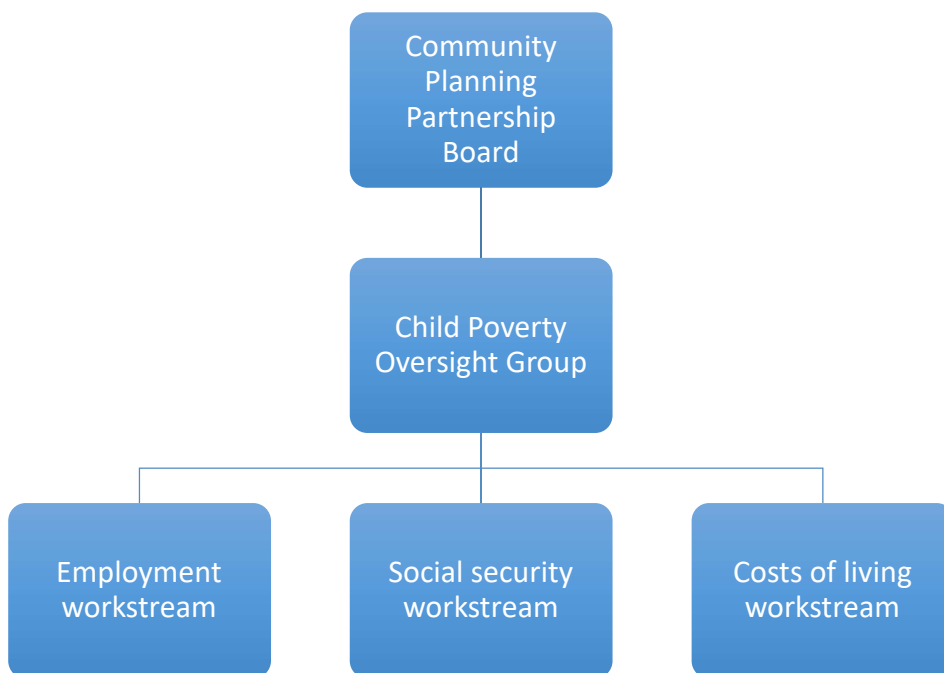 Community
Planning
Partnership
Board
Child Poverty
Oversight Group
Employment
workstream
Social security
workstream
Costs of living
workstream